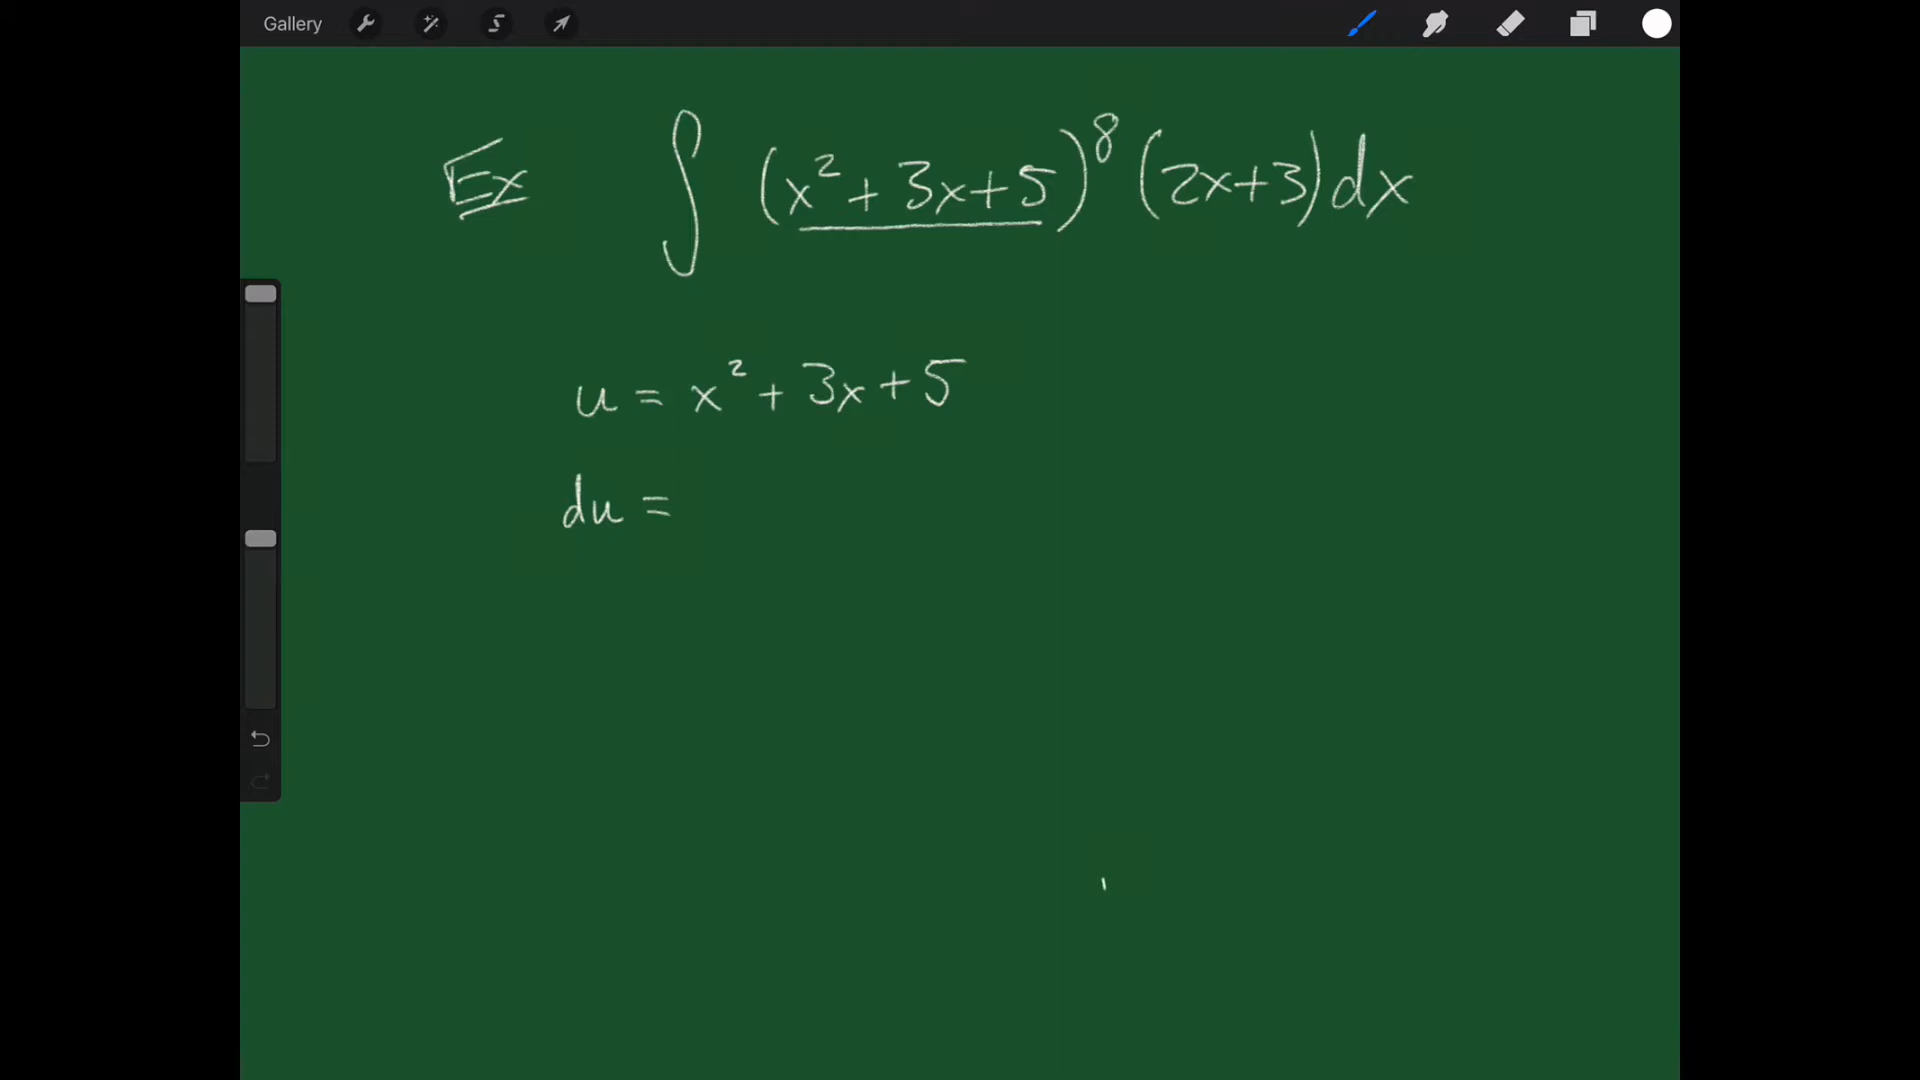 Gallery
Ex ∫ (x² + 3x + 5)⁸ (2x+3) dx
u = x² + 3x + 5
du =